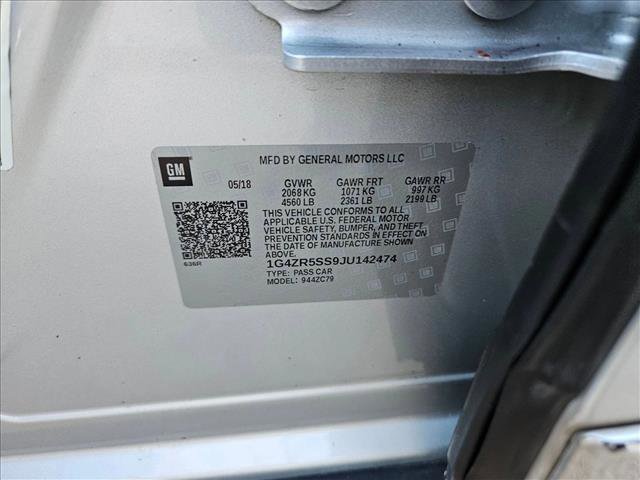 GM
MFD BY GENERAL MOTORS LLC
05/18 GVWR GAWR FRT GAWR RR
2068 KG 1071 KG 997 KG
4560 LB 2361 LB 2199 LB
THIS VEHICLE CONFORMS TO ALL
APPLICABLE U.S. FEDERAL MOTOR
VEHICLE SAFETY, BUMPER, AND THEFT
PREVENTION STANDARDS IN EFFECT ON
THE DATE OF MANUFACTURE SHOWN
ABOVE.
636R
1G4ZR5SS9JU142474
TYPE: PASS CAR
MODEL: 944ZC79